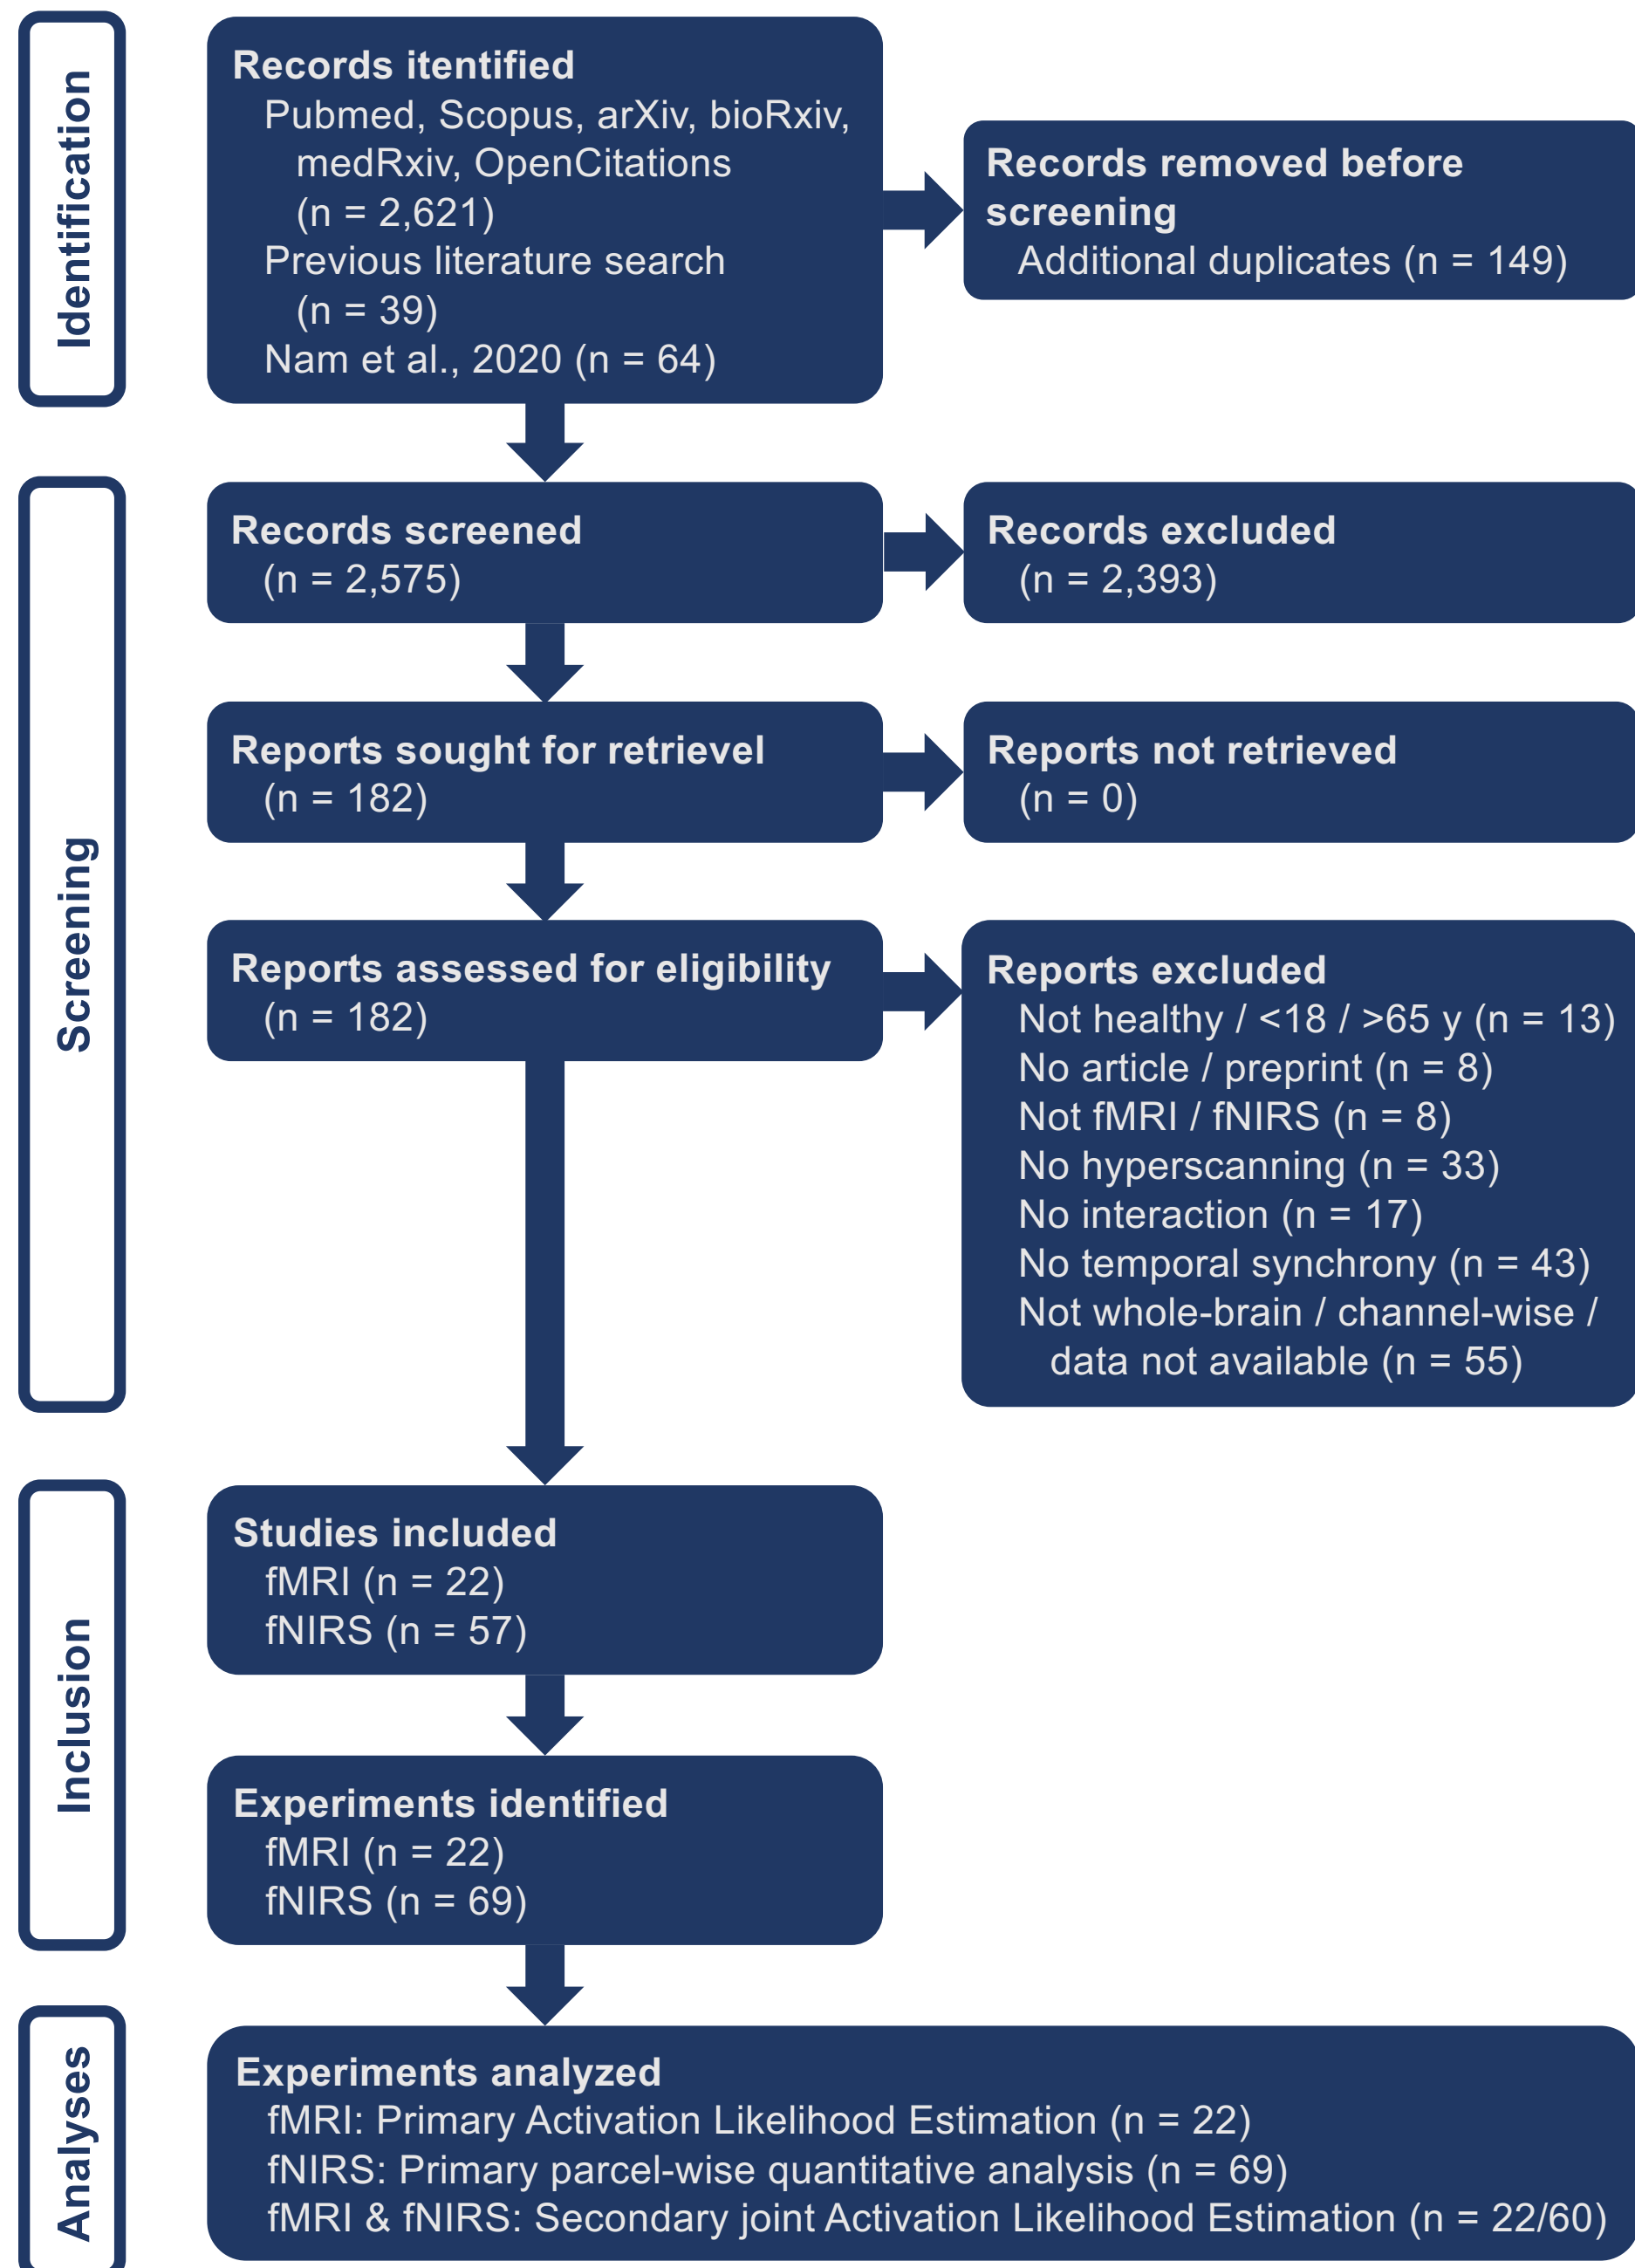 Identification
Records itentified
Pubmed, Scopus, arXiv, bioRxiv,
medRxiv, OpenCitations
(n = 2,621)
Previous literature search
(n = 39)
Nam et al., 2020 (n = 64)
Records removed before
screening
Additional duplicates (n = 149)
Screening
Records screened
(n = 2,575)
Records excluded
(n = 2,393)
Reports sought for retrievel
(n = 182)
Reports not retrieved
(n = 0)
Reports assessed for eligibility
(n = 182)
Reports excluded
Not healthy / <18 / >65 y (n = 13)
No article / preprint (n = 8)
Not fMRI / fNIRS (n = 8)
No hyperscanning (n = 33)
No interaction (n = 17)
No temporal synchrony (n = 43)
Not whole-brain / channel-wise /
data not available (n = 55)
Inclusion
Studies included
fMRI (n = 22)
fNIRS (n = 57)
Experiments identified
fMRI (n = 22)
fNIRS (n = 69)
Analyses
Experiments analyzed
fMRI: Primary Activation Likelihood Estimation (n = 22)
fNIRS: Primary parcel-wise quantitative analysis (n = 69)
fMRI & fNIRS: Secondary joint Activation Likelihood Estimation (n = 22/60)